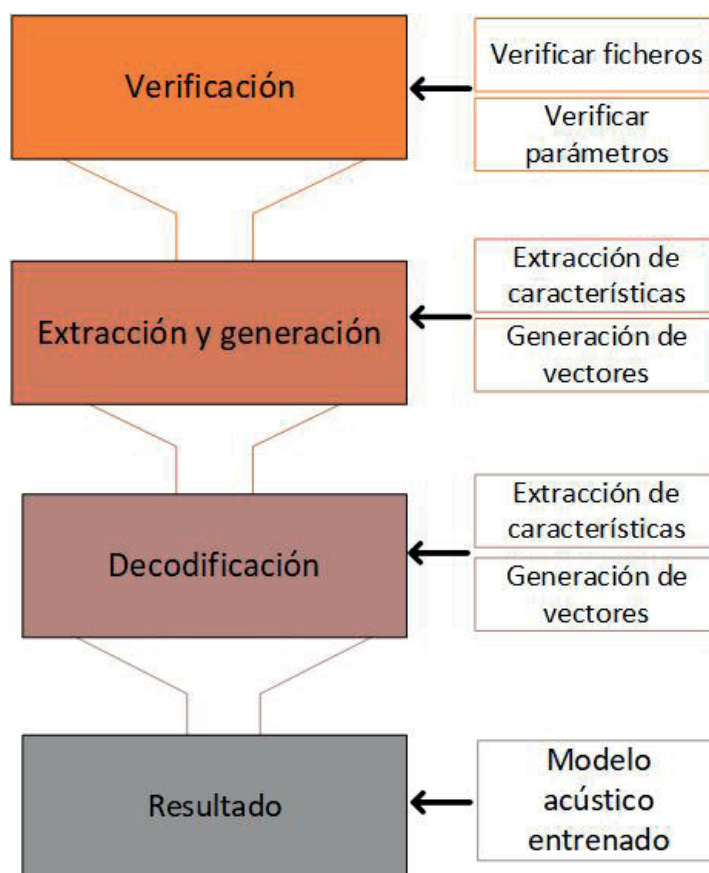 Verificación
Verificar ficheros
Verificar
parámetros
Extracción y generación
Extracción de
características
Generación de
vectores
Decodificación
Extracción de
características
Generación de
vectores
Resultado
Modelo
acústico
entrenado